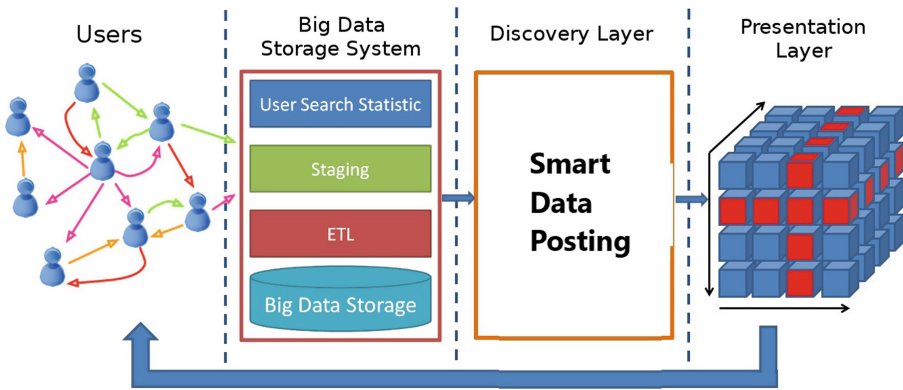 Users
Big Data
Storage System
Discovery Layer
Presentation
Layer
User Search Statistic
Staging
ETL
Big Data Storage
Smart
Data
Posting